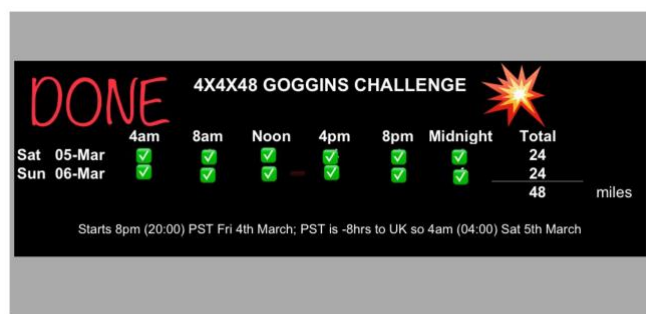 DONE
4X4X48 GOGGINS CHALLENGE
4am 8am Noon 4pm 8pm Midnight Total
Sat 05-Mar 24
Sun 06-Mar 24
48 miles
Starts 8pm (20:00) PST Fri 4th March; PST is -8hrs to UK so 4am (04:00) Sat 5th March